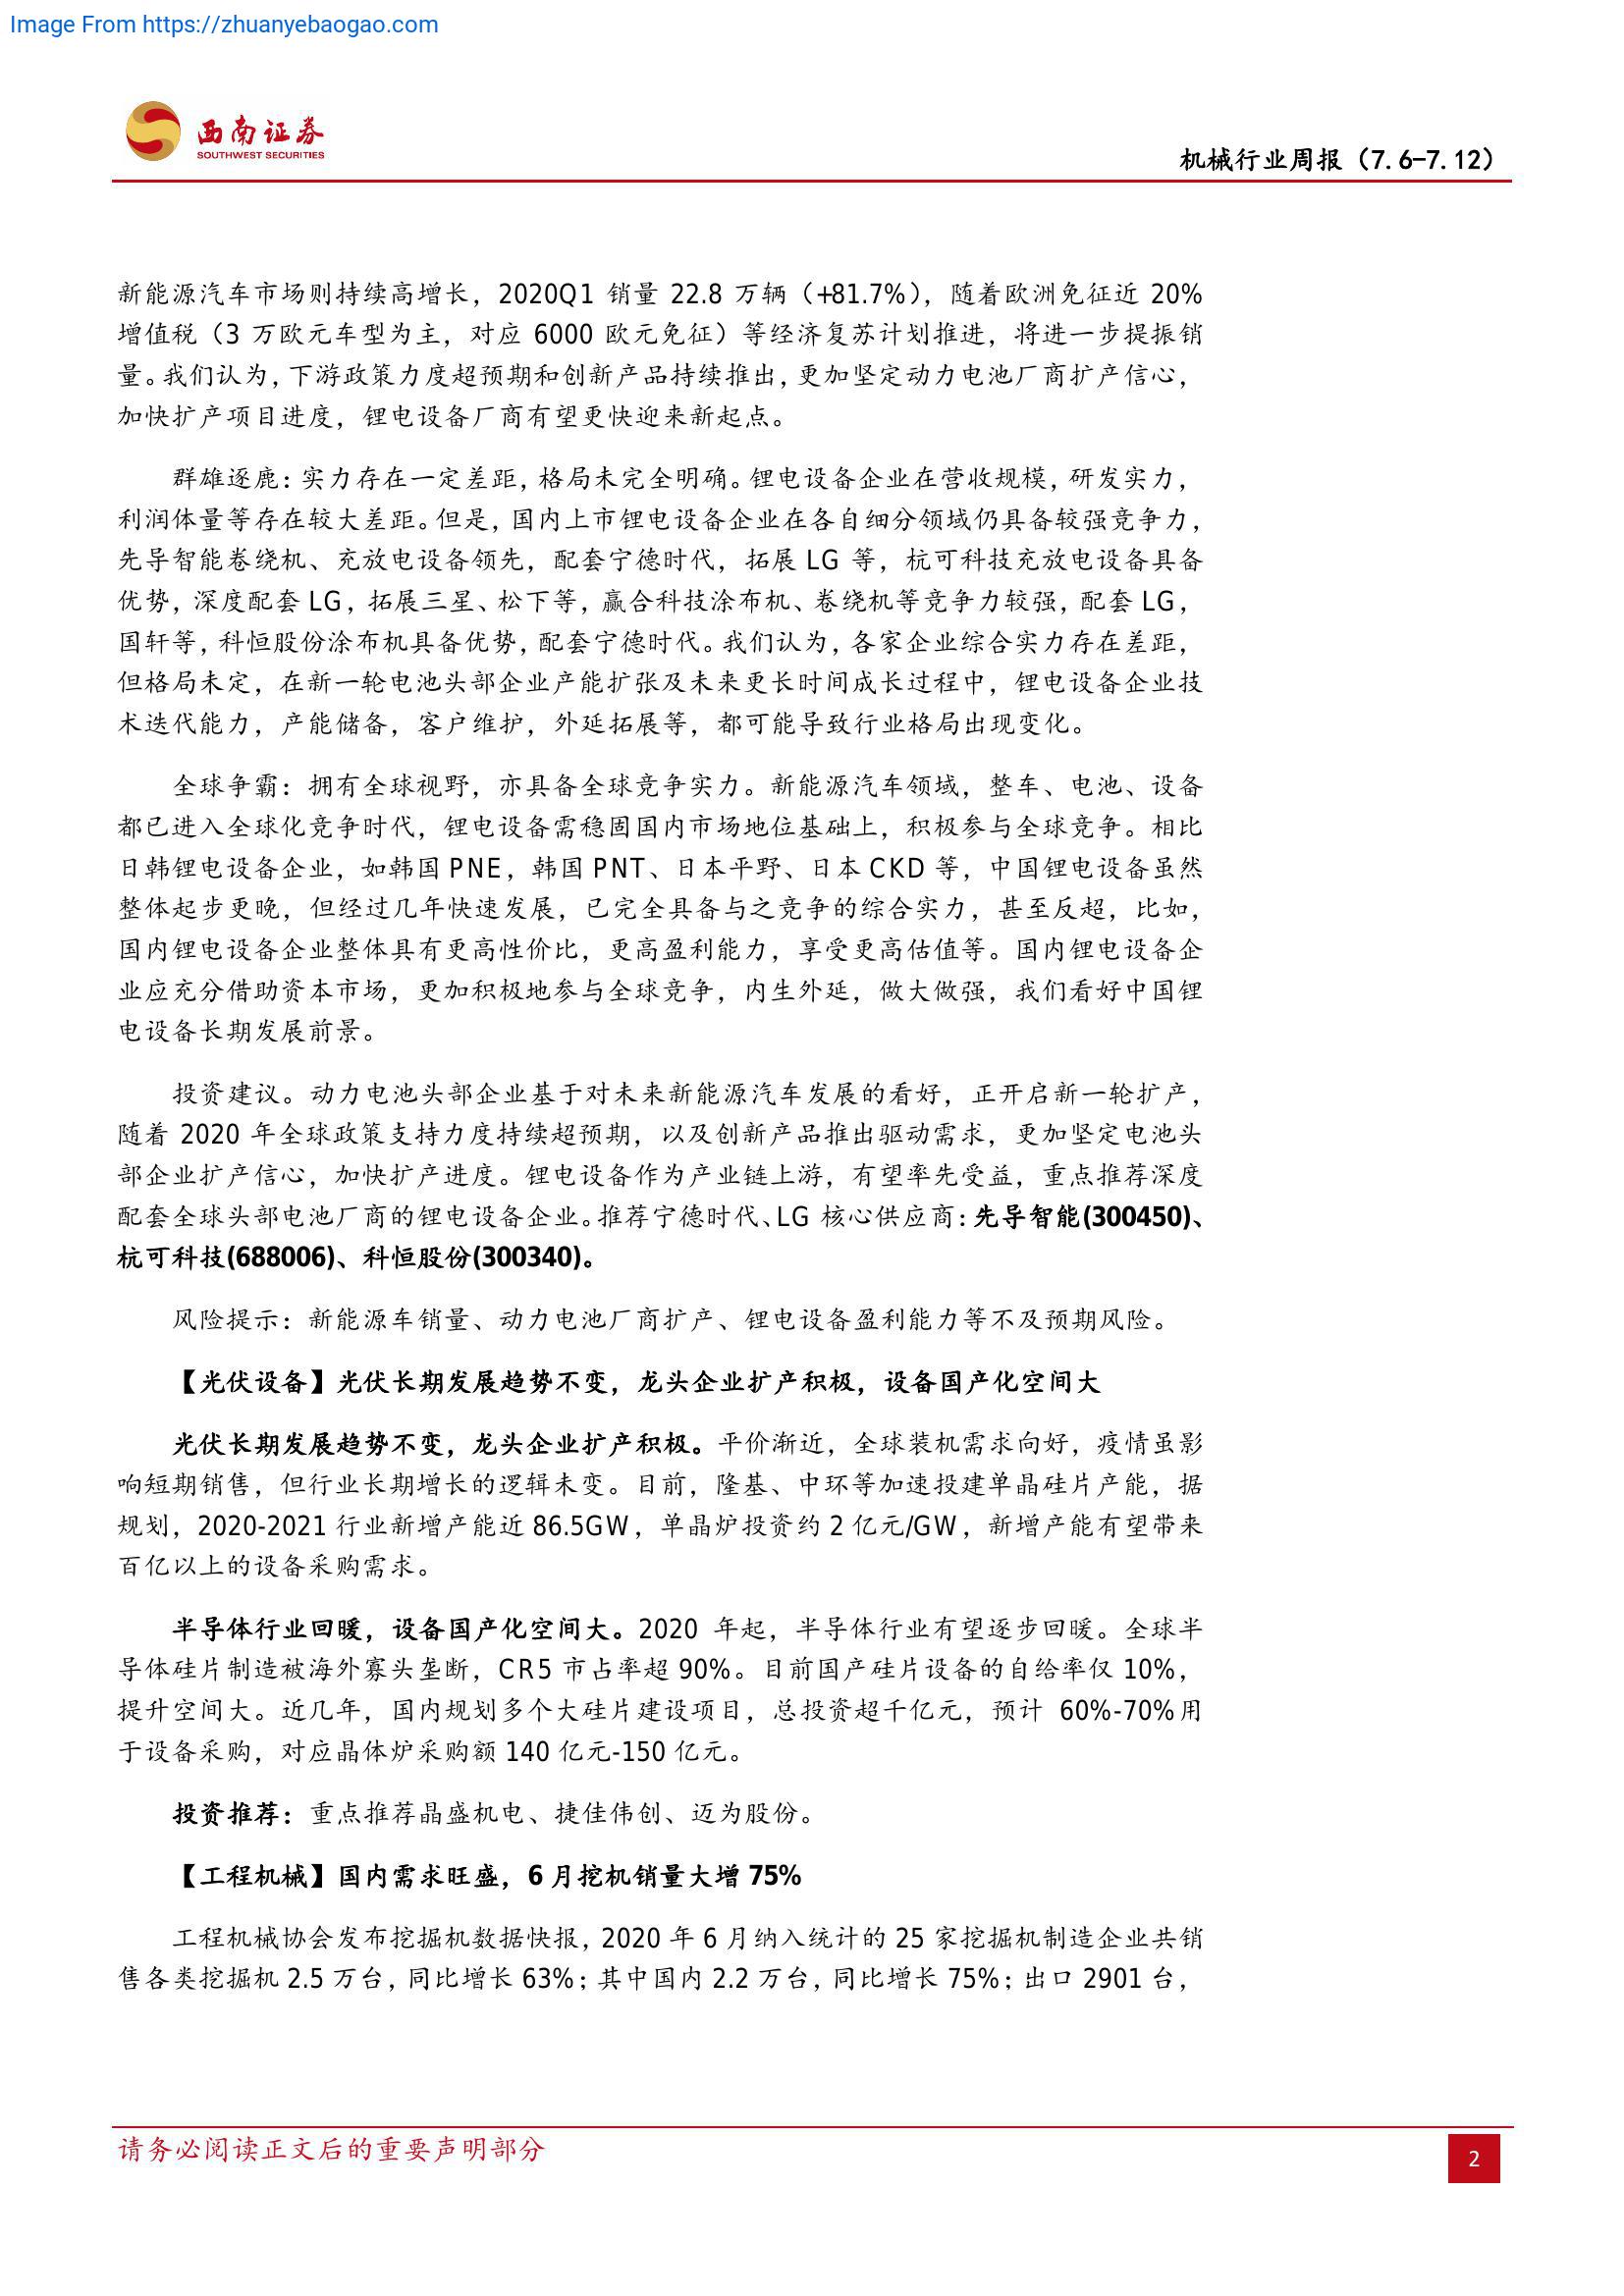 Image From https://zhuanyebaogao.com
西南证券
SOUTHWEST SECURITIES
机械行业周报（7.6-7.12）
新能源汽车市场则持续高增长，2020Q1 销量 22.8 万辆（+81.7%），随着欧洲免征近 20%
增值税（3 万欧元车型为主，对应 6000 欧元免征）等经济复苏计划推进，将进一步提振销
量。我们认为，下游政策力度超预期和创新产品持续推出，更加坚定动力电池厂商扩产信心，
加快扩产项目进度，锂电设备厂商有望更快迎来新起点。
群雄逐鹿：实力存在一定差距，格局未完全明确。锂电设备企业在营收规模，研发实力，
利润体量等存在较大差距。但是，国内上市锂电设备企业在各自细分领域仍具备较强竞争力，
先导智能卷绕机、充放电设备领先，配套宁德时代，拓展 LG 等，杭可科技充放电设备具备
优势，深度配套 LG，拓展三星、松下等，赢合科技涂布机、卷绕机等竞争力较强，配套 LG，
国轩等，科恒股份涂布机具备优势，配套宁德时代。我们认为，各家企业综合实力存在差距，
但格局未定，在新一轮电池头部企业产能扩张及未来更长时间成长过程中，锂电设备企业技
术迭代能力，产能储备，客户维护，外延拓展等，都可能导致行业格局出现变化。
全球争霸：拥有全球视野，亦具备全球竞争实力。新能源汽车领域，整车、电池、设备
都已进入全球化竞争时代，锂电设备需稳固国内市场地位基础上，积极参与全球竞争。相比
日韩锂电设备企业，如韩国 PNE，韩国 PNT、日本平野、日本 CKD 等，中国锂电设备虽然
整体起步更晚，但经过几年快速发展，已完全具备与之竞争的综合实力，甚至反超，比如，
国内锂电设备企业整体具有更高性价比，更高盈利能力，享受更高估值等。国内锂电设备企
业应充分借助资本市场，更加积极地参与全球竞争，内生外延，做大做强，我们看好中国锂
电设备长期发展前景。
投资建议。动力电池头部企业基于对未来新能源汽车发展的看好，正开启新一轮扩产，
随着 2020 年全球政策支持力度持续超预期，以及创新产品推出驱动需求，更加坚定电池头
部企业扩产信心，加快扩产进度。锂电设备作为产业链上游，有望率先受益，重点推荐深度
配套全球头部电池厂商的锂电设备企业。推荐宁德时代、LG 核心供应商：先导智能(300450)、
杭可科技(688006)、科恒股份(300340)。
风险提示：新能源车销量、动力电池厂商扩产、锂电设备盈利能力等不及预期风险。
【光伏设备】光伏长期发展趋势不变，龙头企业扩产积极，设备国产化空间大
光伏长期发展趋势不变，龙头企业扩产积极。平价渐近，全球装机需求向好，疫情虽影
响短期销售，但行业长期增长的逻辑未变。目前，隆基、中环等加速投建单晶硅片产能，据
规划，2020-2021 行业新增产能近 86.5GW，单晶炉投资约 2 亿元/GW，新增产能有望带来
百亿以上的设备采购需求。
半导体行业回暖，设备国产化空间大。2020 年起，半导体行业有望逐步回暖。全球半
导体硅片制造被海外寡头垄断，CR5 市占率超 90%。目前国产硅片设备的自给率仅 10%，
提升空间大。近几年，国内规划多个大硅片建设项目，总投资超千亿元，预计 60%-70%用
于设备采购，对应晶体炉采购额 140 亿元-150 亿元。
投资推荐：重点推荐晶盛机电、捷佳伟创、迈为股份。
【工程机械】国内需求旺盛，6 月挖机销量大增 75%
工程机械协会发布挖掘机数据快报，2020 年 6 月纳入统计的 25 家挖掘机制造企业共销
售各类挖掘机 2.5 万台，同比增长 63%；其中国内 2.2 万台，同比增长 75%；出口 2901 台，
请务必阅读正文后的重要声明部分
2